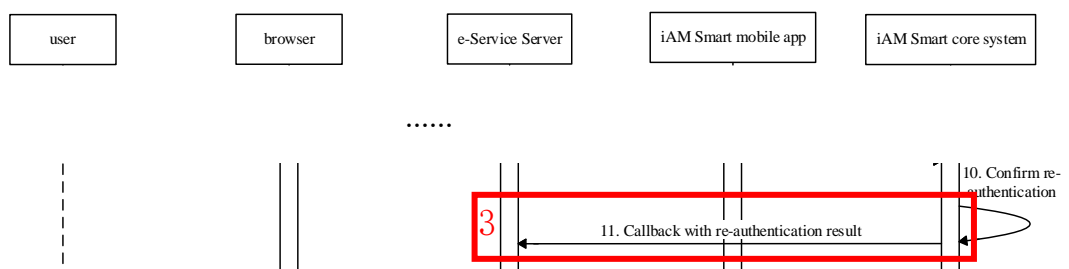 user
browser
e-Service Server
iAM Smart mobile app
iAM Smart core system
......
10. Confirm re-
authentication
3
11. Callback with re-authentication result